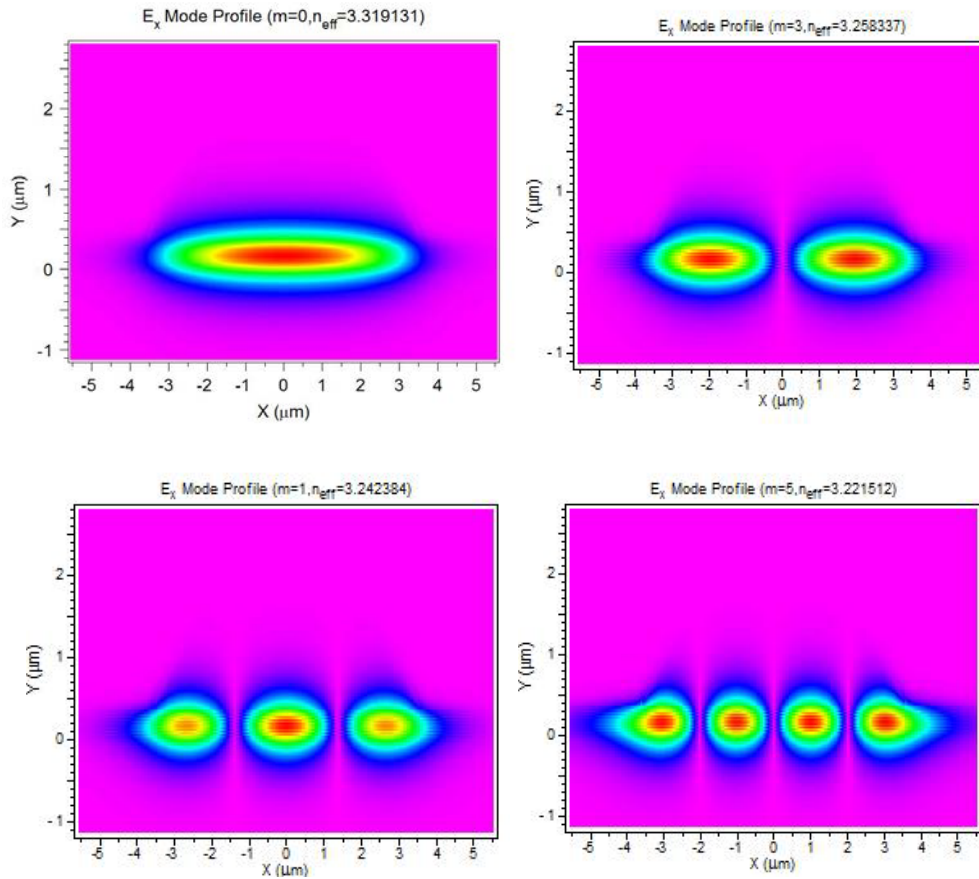 Eₓ Mode Profile (m=0,n_eff=3.319131)
Y (μm)
2
1
0
-1
-5 -4 -3 -2 -1 0 1 2 3 4 5
X (μm)
Eₓ Mode Profile (m=3,n_eff=3.258337)
Y (μm)
2
1
0
-1
-5 -4 -3 -2 -1 0 1 2 3 4 5
X (μm)
Eₓ Mode Profile (m=1,n_eff=3.242384)
Y (μm)
2
1
0
-1
-5 -4 -3 -2 -1 0 1 2 3 4 5
X (μm)
Eₓ Mode Profile (m=5,n_eff=3.221512)
Y (μm)
2
1
0
-1
-5 -4 -3 -2 -1 0 1 2 3 4 5
X (μm)